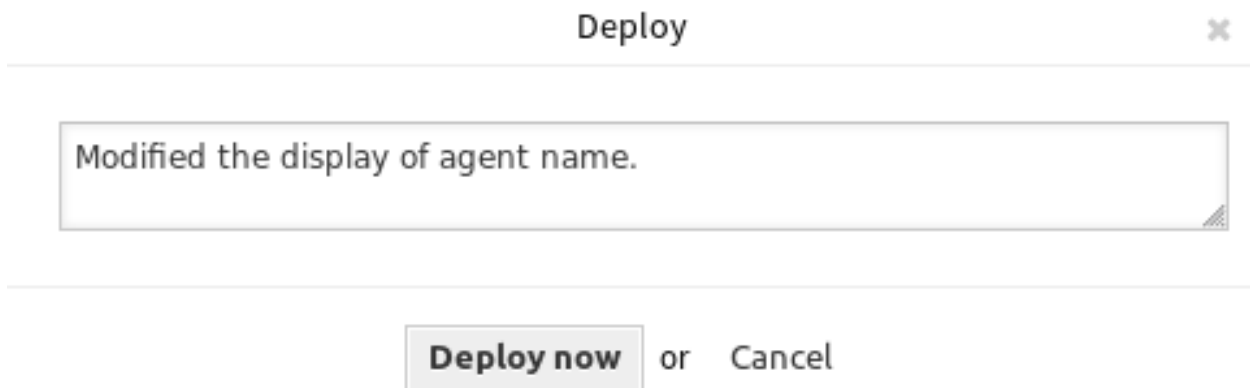 Deploy
Modified the display of agent name.
Deploy now or Cancel